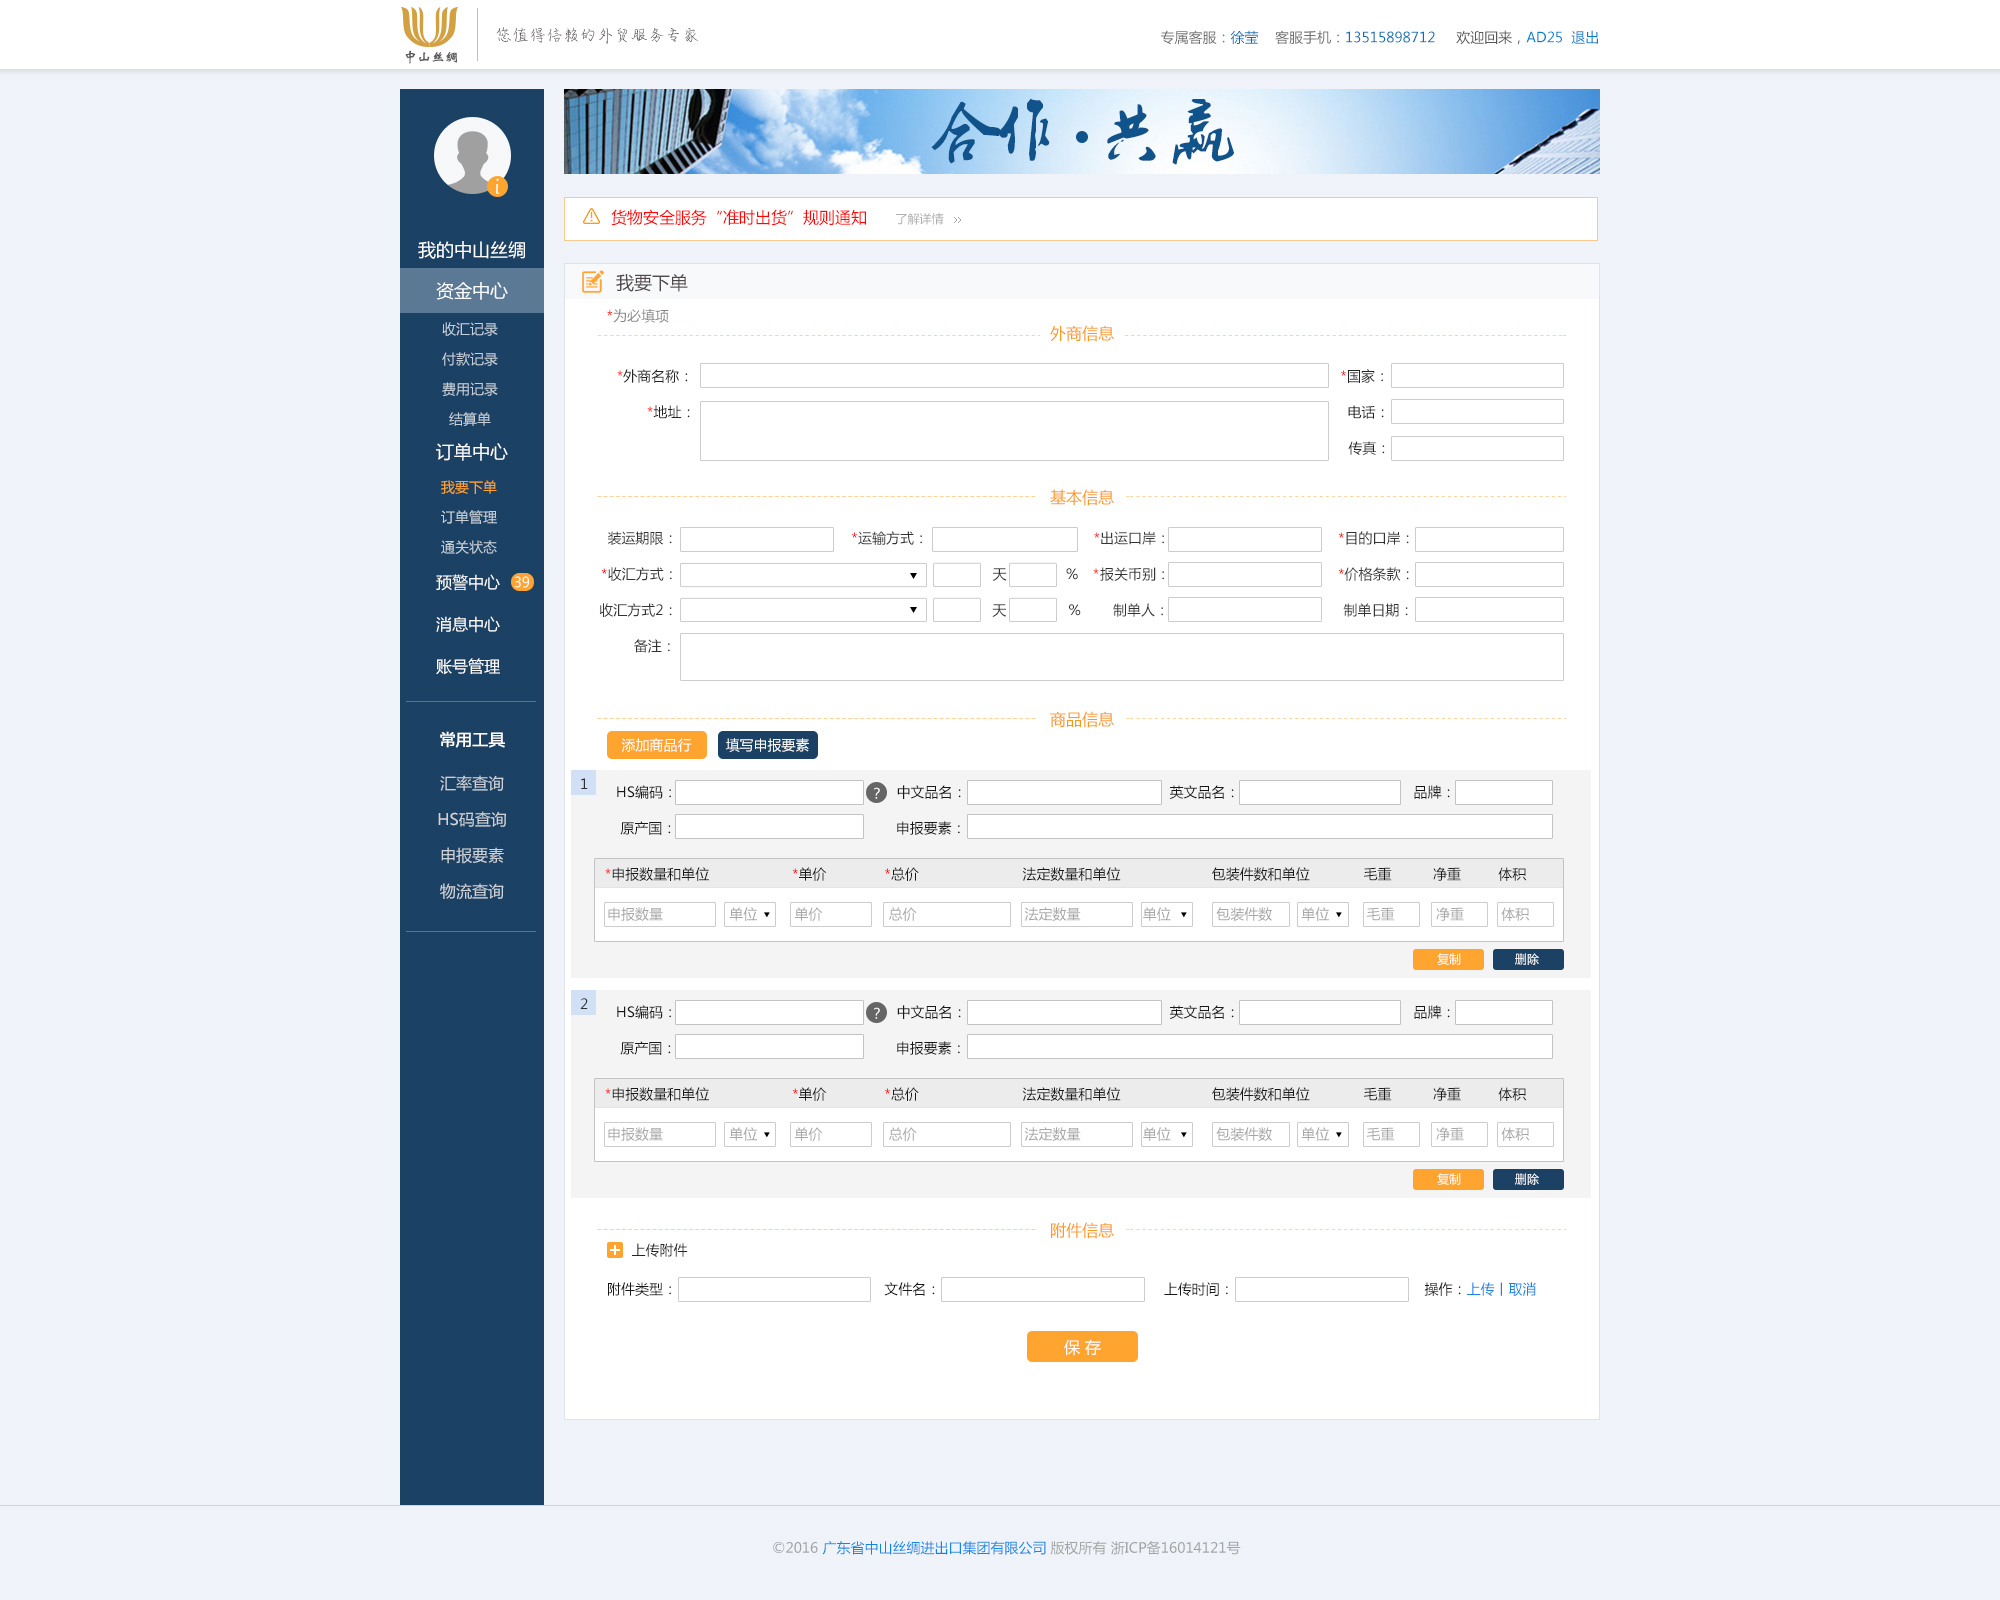 中山丝绸
您值得信赖的外贸服务专家
专属客服：徐莹 客服手机：13515898712 欢迎回来，AD25 退出
合作·共赢
i
我的中山丝绸
资金中心
收汇记录
付款记录
费用记录
结算单
订单中心
我要下单
订单管理
通关状态
预警中心 39
消息中心
账号管理
常用工具
汇率查询
HS码查询
申报要素
物流查询
货物安全服务“准时出货”规则通知 了解详情 ››
我要下单
*为必填项
外商信息
*外商名称： *国家：
*地址： 电话：
传真：
基本信息
装运期限： *运输方式： *出运口岸： *目的口岸：
*收汇方式： 天 % *报关币别： *价格条款：
收汇方式2： 天 % 制单人： 制单日期：
备注：
商品信息
添加商品行 填写申报要素
1
HS编码： ? 中文品名： 英文品名： 品牌：
原产国： 申报要素：
*申报数量和单位 *单价 *总价 法定数量和单位 包装件数和单位 毛重 净重 体积
申报数量 单位 单价 总价 法定数量 单位 包装件数 单位 毛重 净重 体积
复制 删除
2
HS编码： ? 中文品名： 英文品名： 品牌：
原产国： 申报要素：
*申报数量和单位 *单价 *总价 法定数量和单位 包装件数和单位 毛重 净重 体积
申报数量 单位 单价 总价 法定数量 单位 包装件数 单位 毛重 净重 体积
复制 删除
附件信息
上传附件
附件类型： 文件名： 上传时间： 操作：上传丨取消
保 存
©2016 广东省中山丝绸进出口集团有限公司 版权所有 浙ICP备16014121号